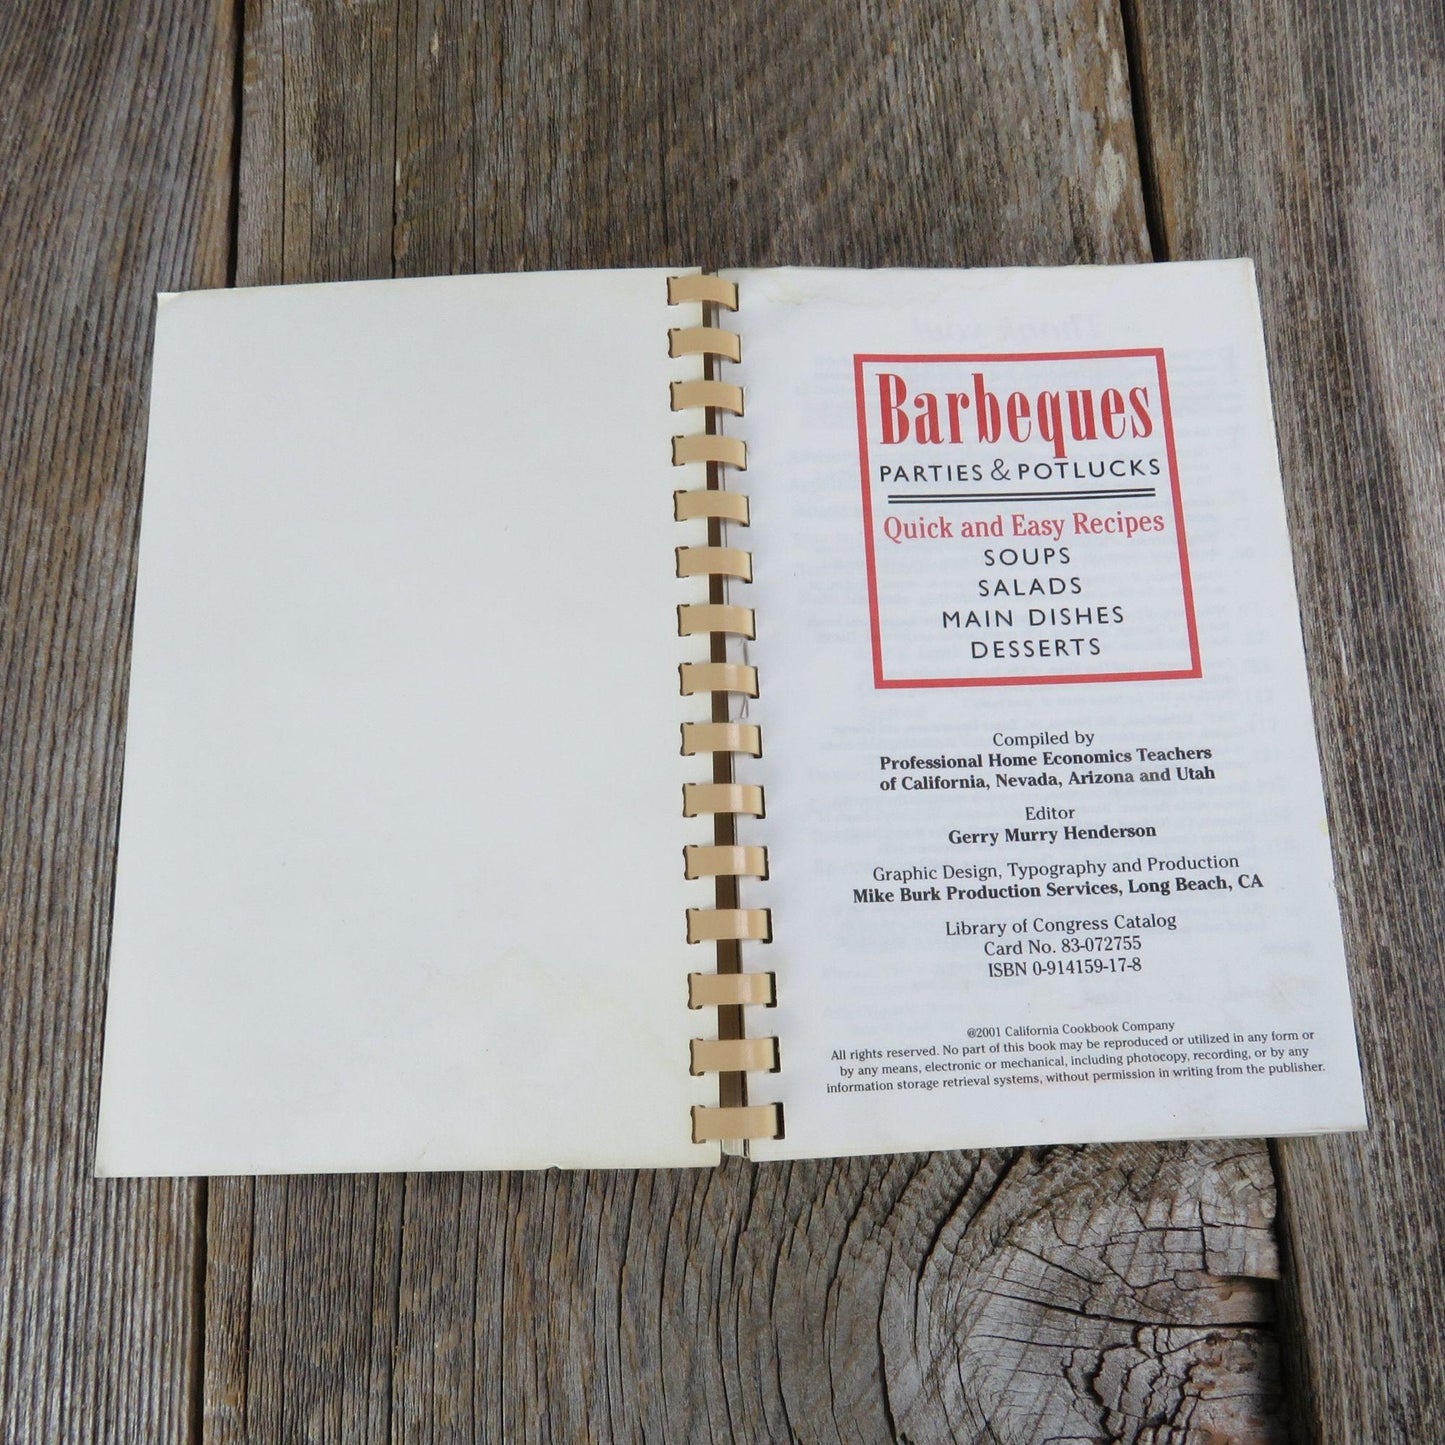 Barbeques
PARTIES & POTLUCKS
Quick and Easy Recipes
SOUPS
SALADS
MAIN DISHES
DESSERTS
Compiled by
Professional Home Economics Teachers
of California, Nevada, Arizona and Utah
Editor
Gerry Murry Henderson
Graphic Design, Typography and Production
Mike Burk Production Services, Long Beach, CA
Library of Congress Catalog
Card No. 83-072755
ISBN 0-914159-17-8
@2001 California Cookbook Company
All rights reserved. No part of this book may be reproduced or utilized in any form or
by any means, electronic or mechanical, including photocopy, recording, or by any
information storage retrieval systems, without permission in writing from the publisher.